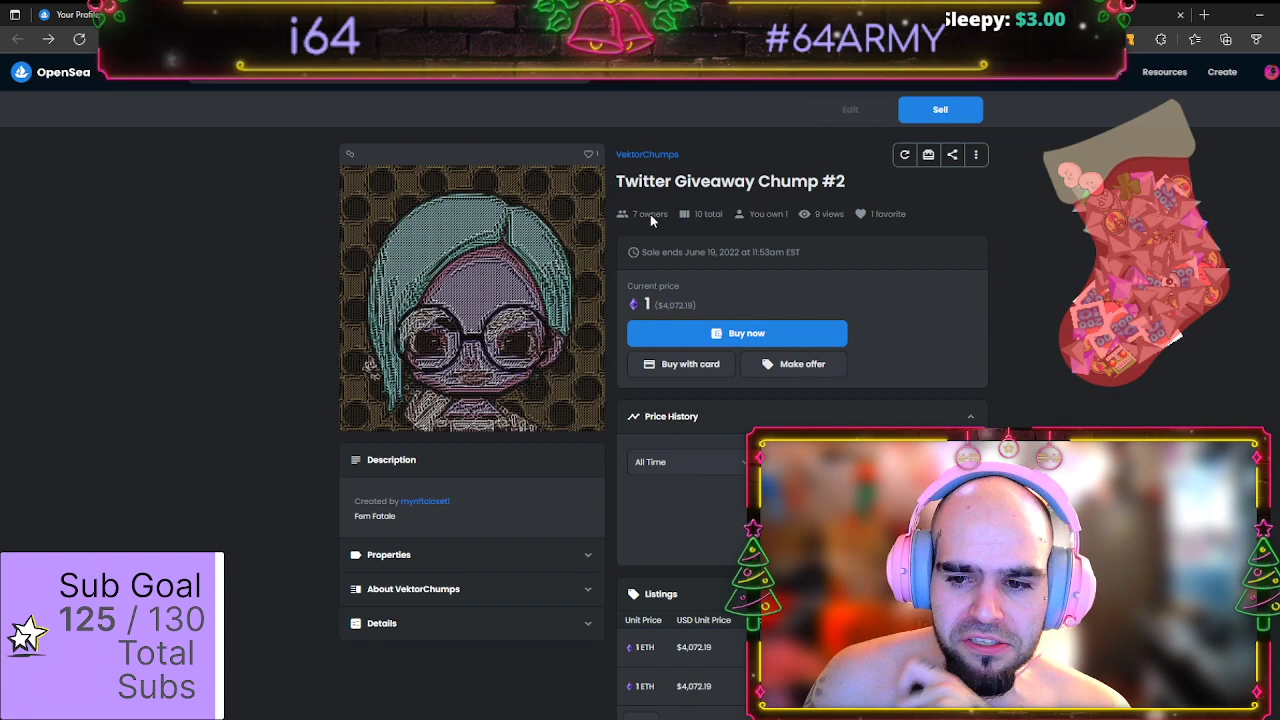 Your Profile
i64
#64ARMY
Sleepy: $3.00
OpenSea
Resources
Create
Edit
Sell
1
VektorChumps
Twitter Giveaway Chump #2
7 owners
10 total
You own 1
9 views
1 favorite
Sale ends June 19, 2022 at 11:53am EST
Current price
1 ($4,072.19)
Buy now
Buy with card
Make offer
Price History
All Time
Description
Created by mynftcloset1
Fem Fatale
Properties
About VektorChumps
Details
Listings
Unit Price
USD Unit Price
1 ETH
$4,072.19
1 ETH
$4,072.19
Sub Goal
125 / 130
Total
Subs